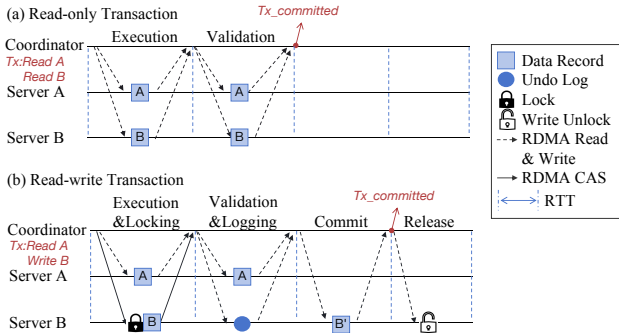 (a) Read-only Transaction
Tx_committed
Coordinator
Execution
Validation
Tx:Read A
Read B
Server A
A
A
Server B
B
B
(b) Read-write Transaction
Tx_committed
Execution
&Locking
Validation
&Logging
Commit
Release
Coordinator
Tx:Read A
Write B
Server A
A
A
Server B
B
B'
Data Record
Undo Log
Lock
Write Unlock
RDMA Read
& Write
RDMA CAS
RTT